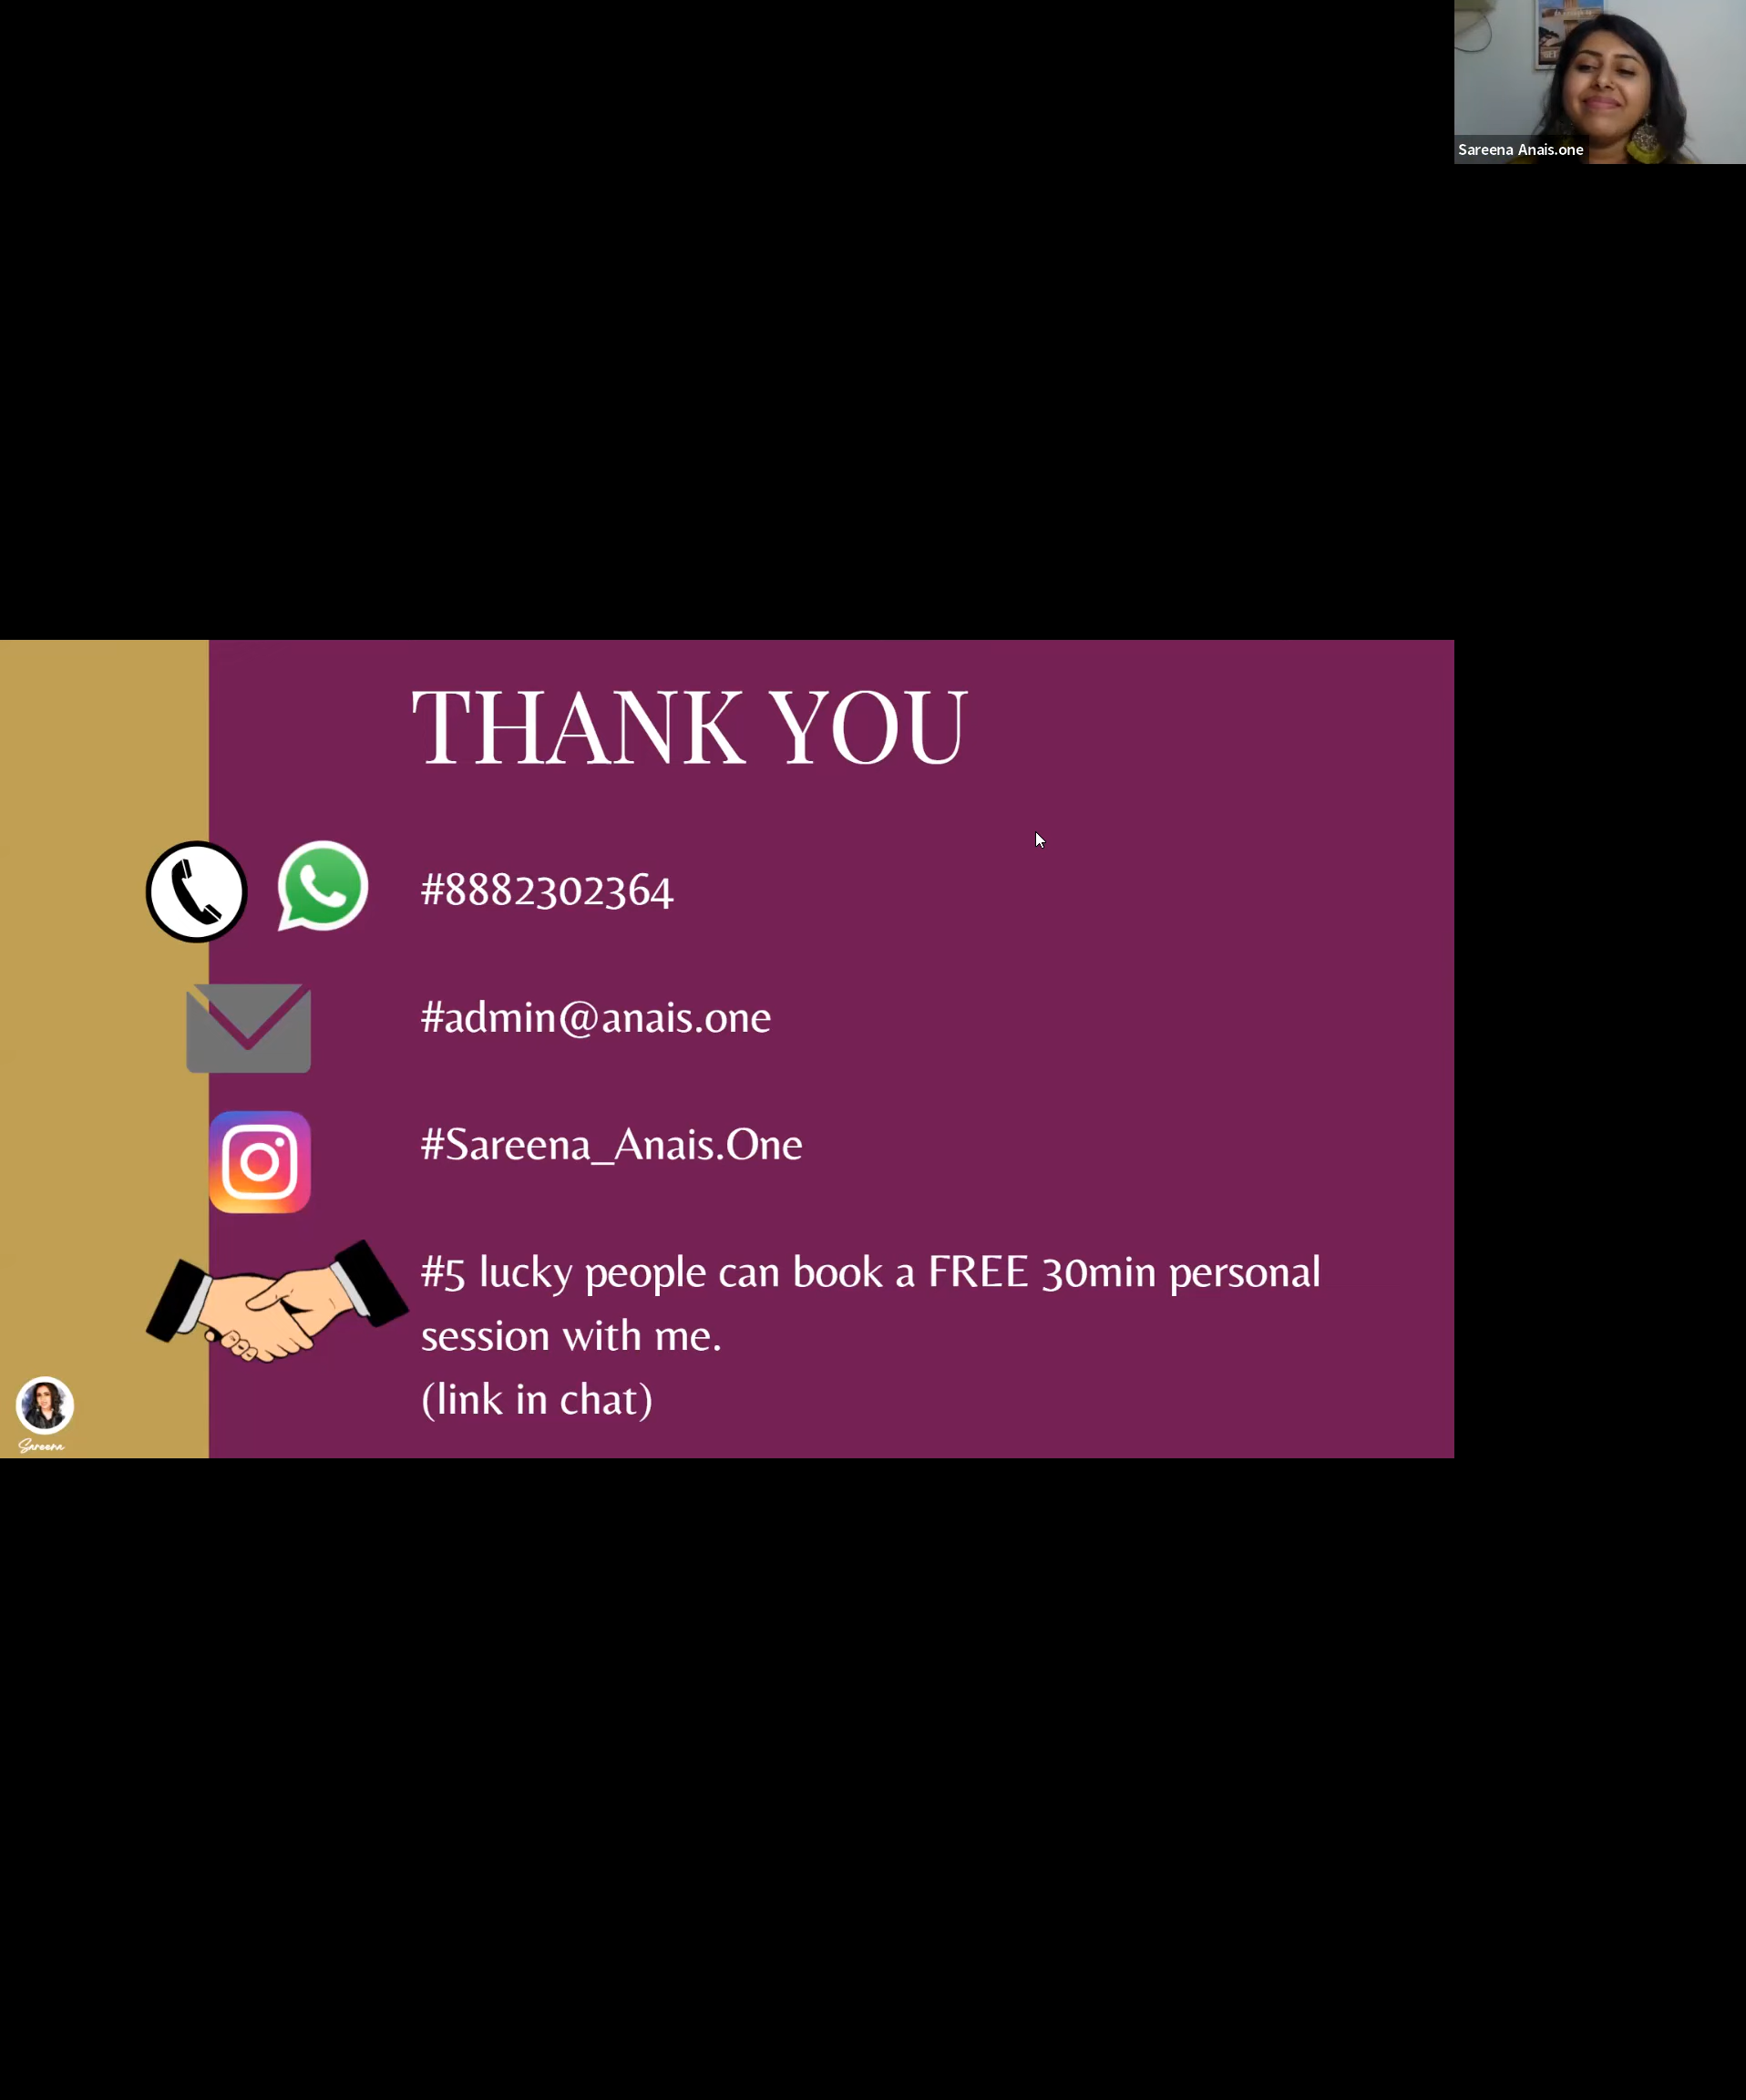 Sareena Anais.one
THANK YOU
#8882302364
#admin@anais.one
#Sareena_Anais.One
#5 lucky people can book a FREE 30min personal
session with me.
(link in chat)
Sareena